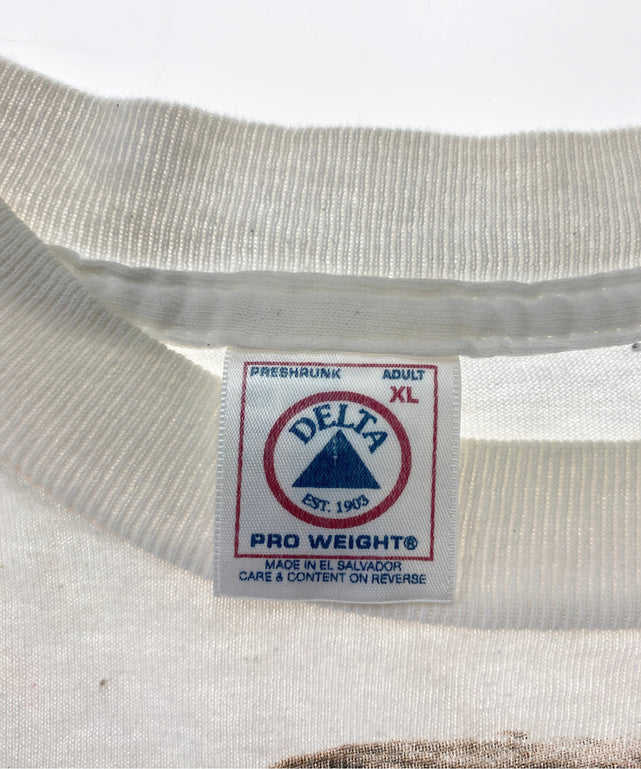 PRESHRUNK ADULT
XL
DELTA
EST. 1903
PRO WEIGHT®
MADE IN EL SALVADOR
CARE & CONTENT ON REVERSE